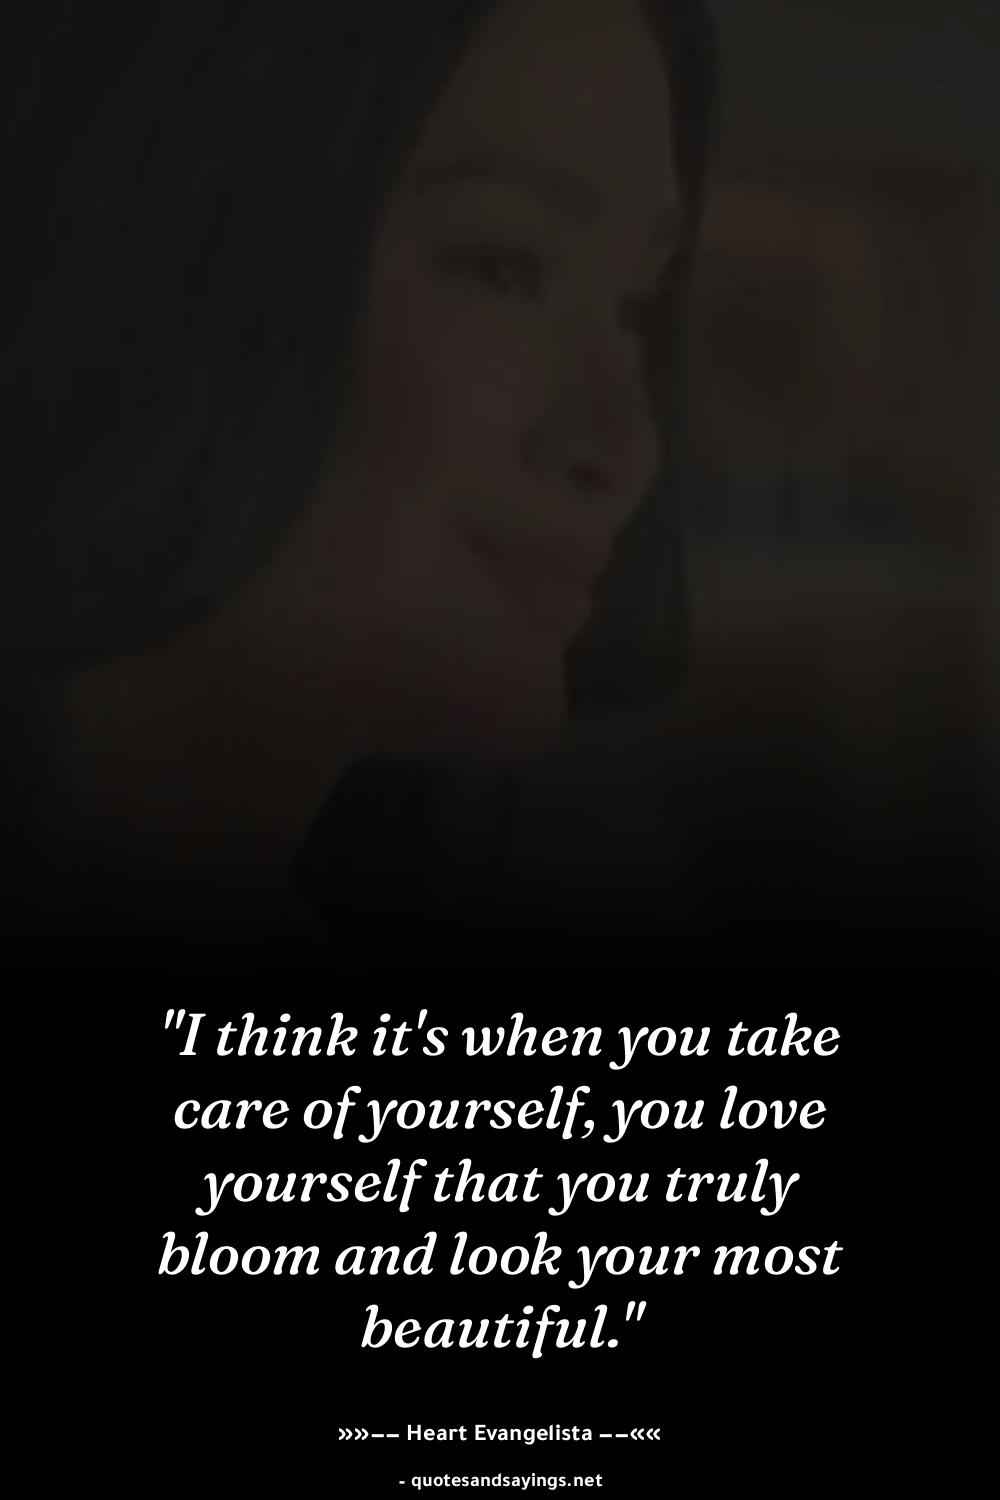 "I think it's when you take
care of yourself, you love
yourself that you truly
bloom and look your most
beautiful."
»»−− Heart Evangelista −−««
- quotesandsayings.net